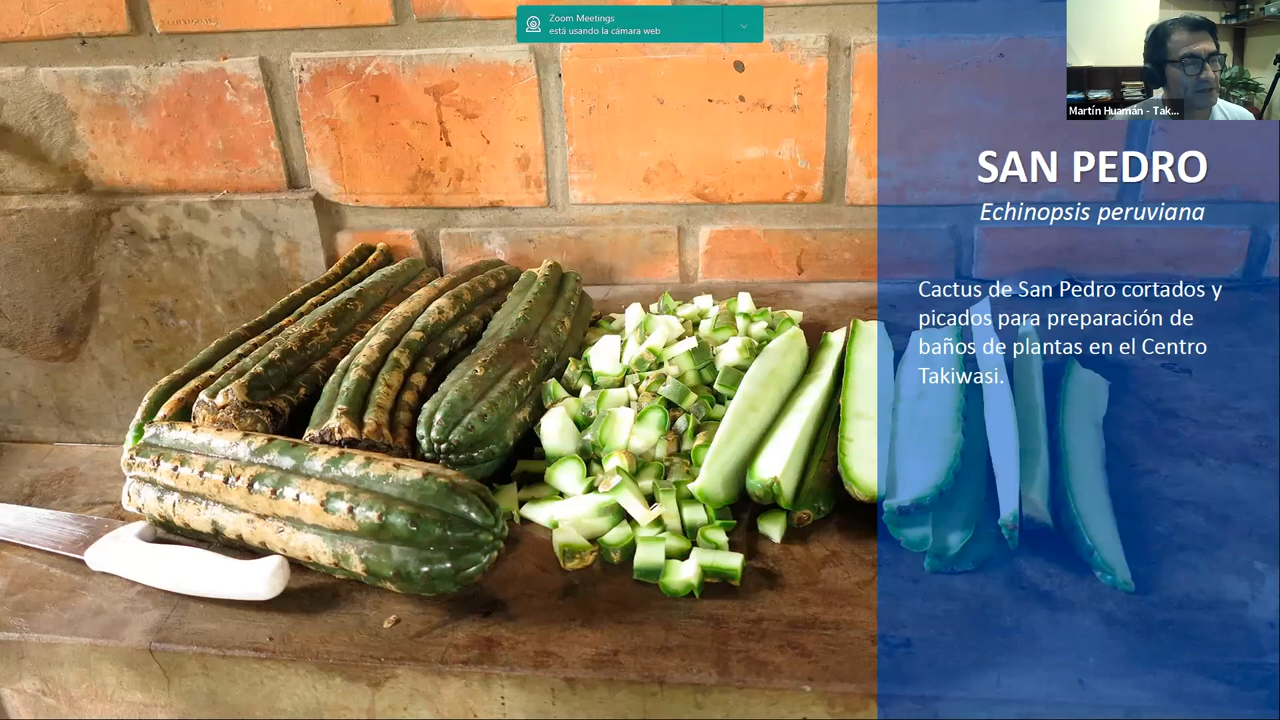 Zoom Meetings
está usando la cámara web
Martín Huamán - Tak...
SAN PEDRO
Echinopsis peruviana
Cactus de San Pedro cortados y
picados para preparación de
baños de plantas en el Centro
Takiwasi.